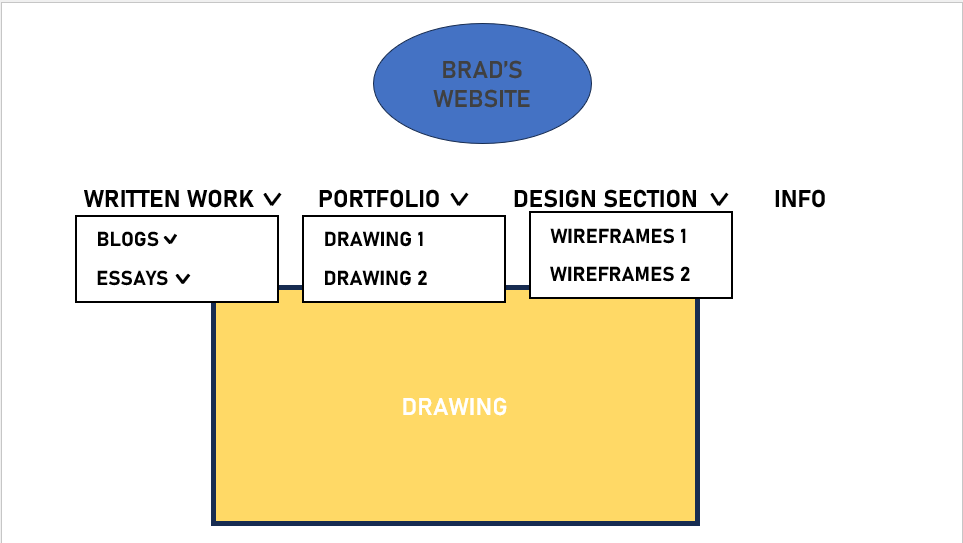 BRAD'S
WEBSITE
WRITTEN WORK PORTFOLIO DESIGN SECTION INFO
BLOGS
ESSAYS
DRAWING 1
DRAWING 2
WIREFRAMES 1
WIREFRAMES 2
DRAWING